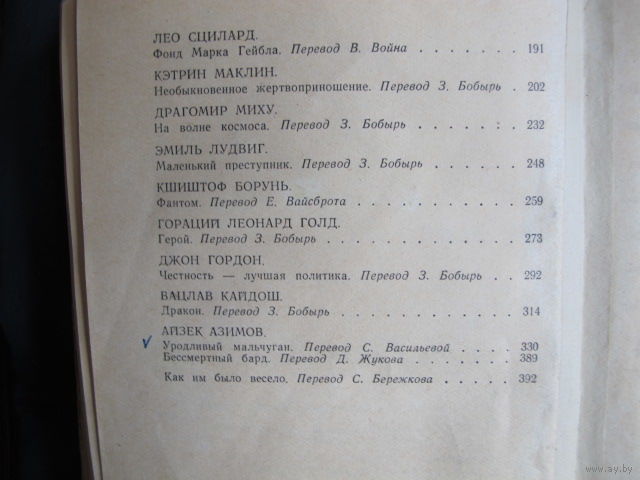 ЛЕО СЦИЛАРД.
Фонд Марка Гейбла. Перевод В. Война . . . . . . . 191
КЭТРИН МАКЛИН.
Необыкновенное жертвоприношение. Перевод З. Бобырь . 202
ДРАГОМИР МИХУ.
На волне космоса. Перевод З. Бобырь . . . . . . . 232
ЭМИЛЬ ЛУДВИГ.
Маленький преступник. Перевод З. Бобырь . . . . . . 248
КШИШТОФ БОРУНЬ.
Фантом. Перевод Е. Вайсброта . . . . . . . . . . 259
ГОРАЦИЙ ЛЕОНАРД ГОЛД.
Герой. Перевод З. Бобырь . . . . . . . . . . . . 273
ДЖОН ГОРДОН.
Честность — лучшая политика. Перевод З. Бобырь . . . 292
ВАЦЛАВ КАЙДОШ.
Дракон. Перевод З. Бобырь . . . . . . . . . . . 314
АЙЗЕК АЗИМОВ.
Уродливый мальчуган. Перевод С. Васильевой . . . . 330
Бессмертный бард. Перевод Д. Жукова . . . . . . . 389
Как им было весело. Перевод С. Бережкова . . . . . 392
www.ay.by